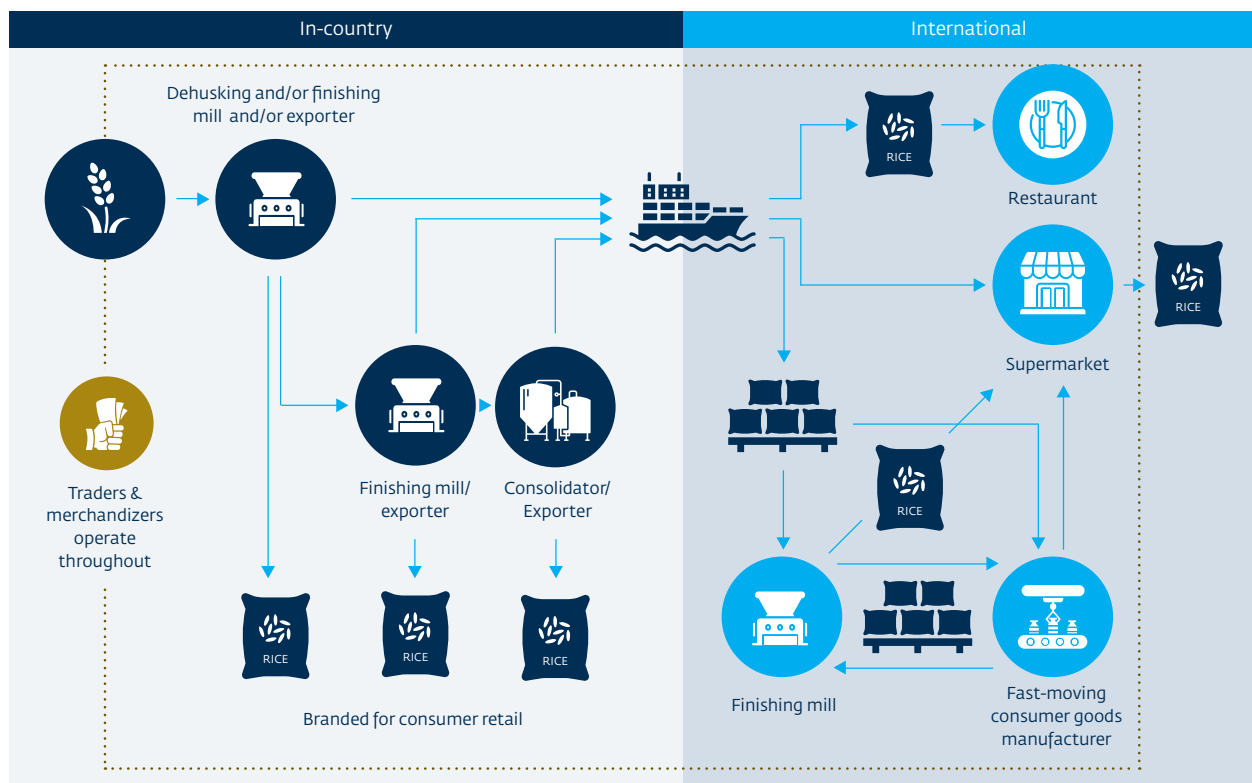 In-country
International
Dehusking and/or finishing
mill and/or exporter
RICE
Restaurant
RICE
Supermarket
Traders &
merchandizers
operate
throughout
Finishing mill/
exporter
Consolidator/
Exporter
RICE
RICE
RICE
RICE
Branded for consumer retail
Finishing mill
Fast-moving
consumer goods
manufacturer